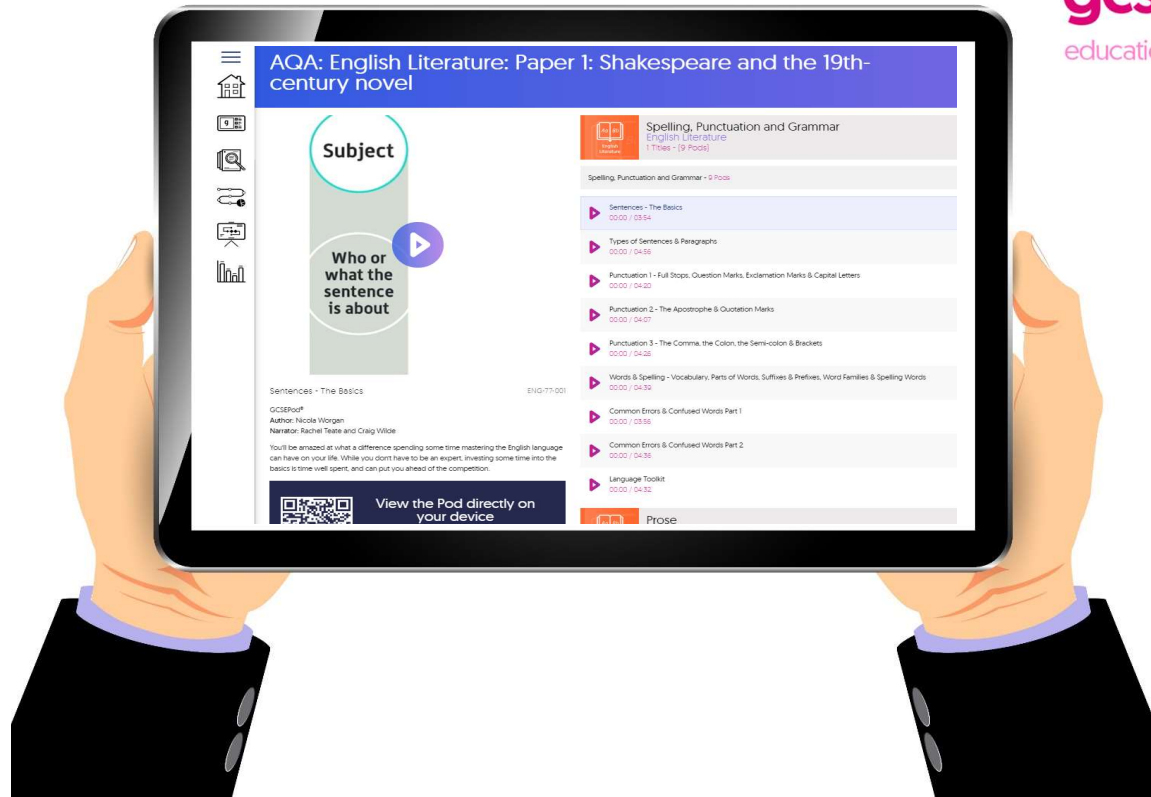 educatio
AQA: English Literature: Paper 1: Shakespeare and the 19th-
century novel
Subject
Who or
what the
sentence
is about
Sentences - The Basics
ENG-77-001
GCSEPod®
Author: Nicola Worgan
Narrator: Rachel Teate and Craig Wilde
You'll be amazed at what a difference spending some time mastering the English language
can have on your life. While you dont have to be an expert, investing some time into the
basics is time well spent, and can put you ahead of the competition.
View the Pod directly on
your device
Spelling, Punctuation and Grammar
English Literature
1 Titles - (9 Pods)
English
Literature
Spelling, Punctuation and Grammar - 9 Pods
Sentences - The Basics
00:00 / 03:54
Types of Sentences & Paragraphs
00:00 / 04:56
Punctuation 1 - Full Stops, Question Marks, Exclamation Marks & Capital Letters
00:00 / 04:20
Punctuation 2 - The Apostrophe & Quotation Marks
00:00 / 04:07
Punctuation 3 - The Comma, the Colon, the Semi-colon & Brackets
00:00 / 04:28
Words & Spelling - Vocabulary, Parts of Words, Suffixes & Prefixes, Word Families & Spelling Words
00:00 / 04:39
Common Errors & Confused Words Part 1
00:00 / 03:56
Common Errors & Confused Words Part 2
00:00 / 04:36
Language Toolkit
00:00 / 04:32
Prose